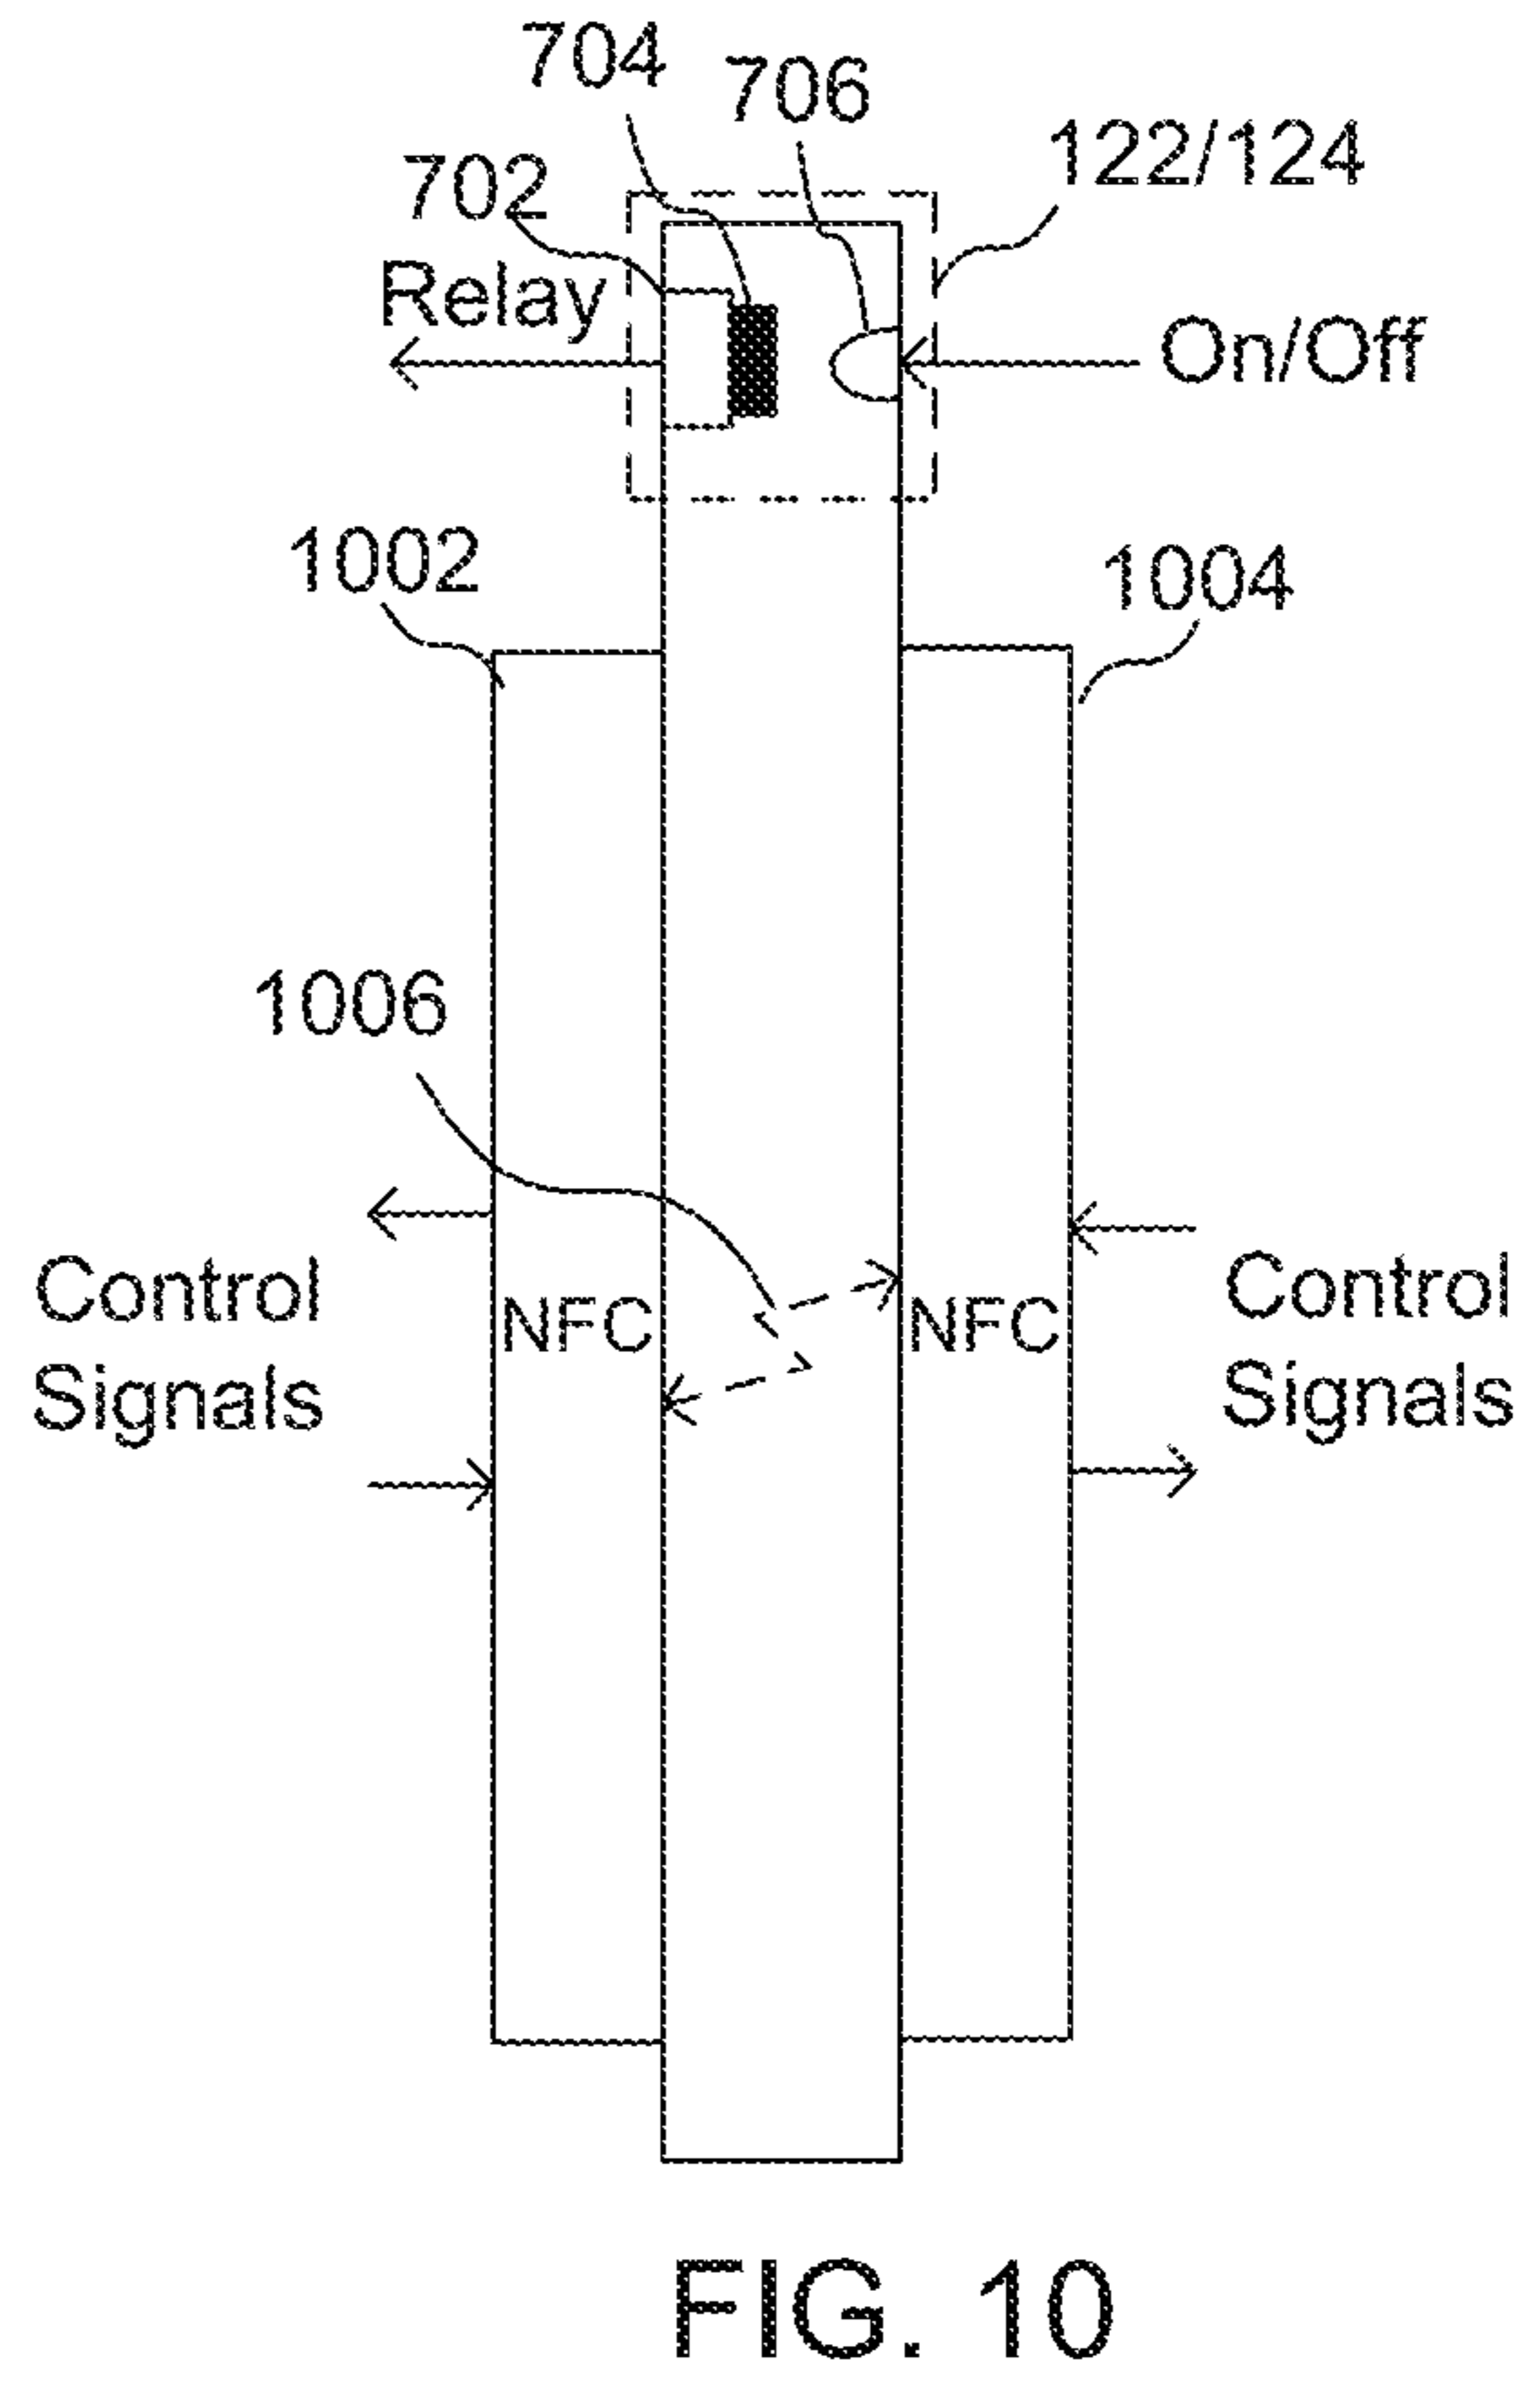 704
706
122/124
702
Relay
On/Off
1002
1004
1006
Control
Signals
NFC
NFC
Control
Signals
FIG. 10